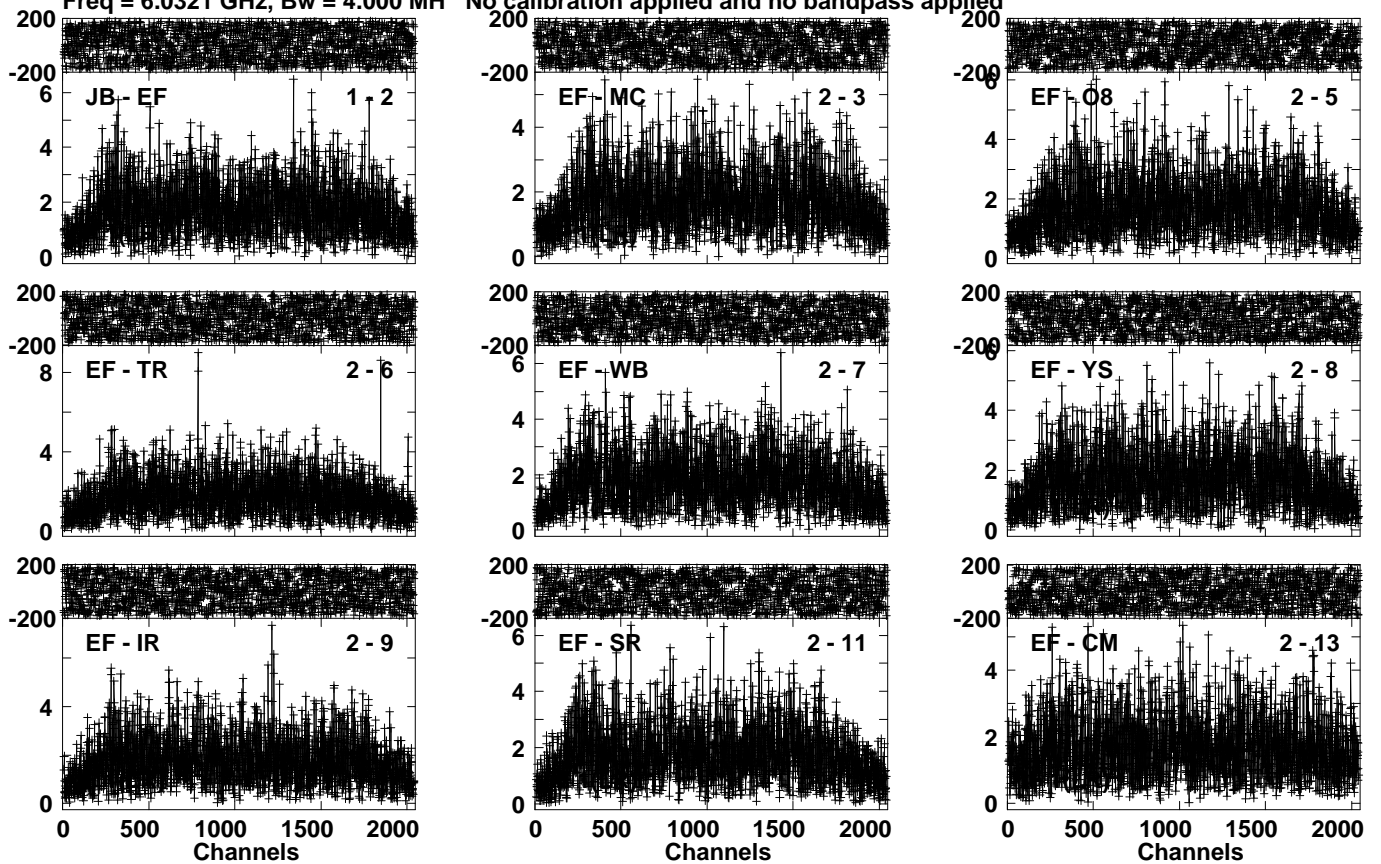 Freq = 6.0321 GHz, Bw = 4.000 MH No calibration applied and no bandpass applied
200 200 200
-200 -200 -200
JB - EF 1 - 2 EF - MC 2 - 3 EF - O8 2 - 5
6 4 2 0
4 2 0
6 4 2 0
200 200 200
-200 -200 -200
EF - TR 2 - 6 EF - WB 2 - 7 EF - YS 2 - 8
8 4 0
6 4 2 0
6 4 2 0
200 200 200
-200 -200 -200
EF - IR 2 - 9 EF - SR 2 - 11 EF - CM 2 - 13
4 0
6 4 2 0
4 2 0
0 500 1000 1500 2000 0 500 1000 1500 2000 0 500 1000 1500 2000
Channels Channels Channels